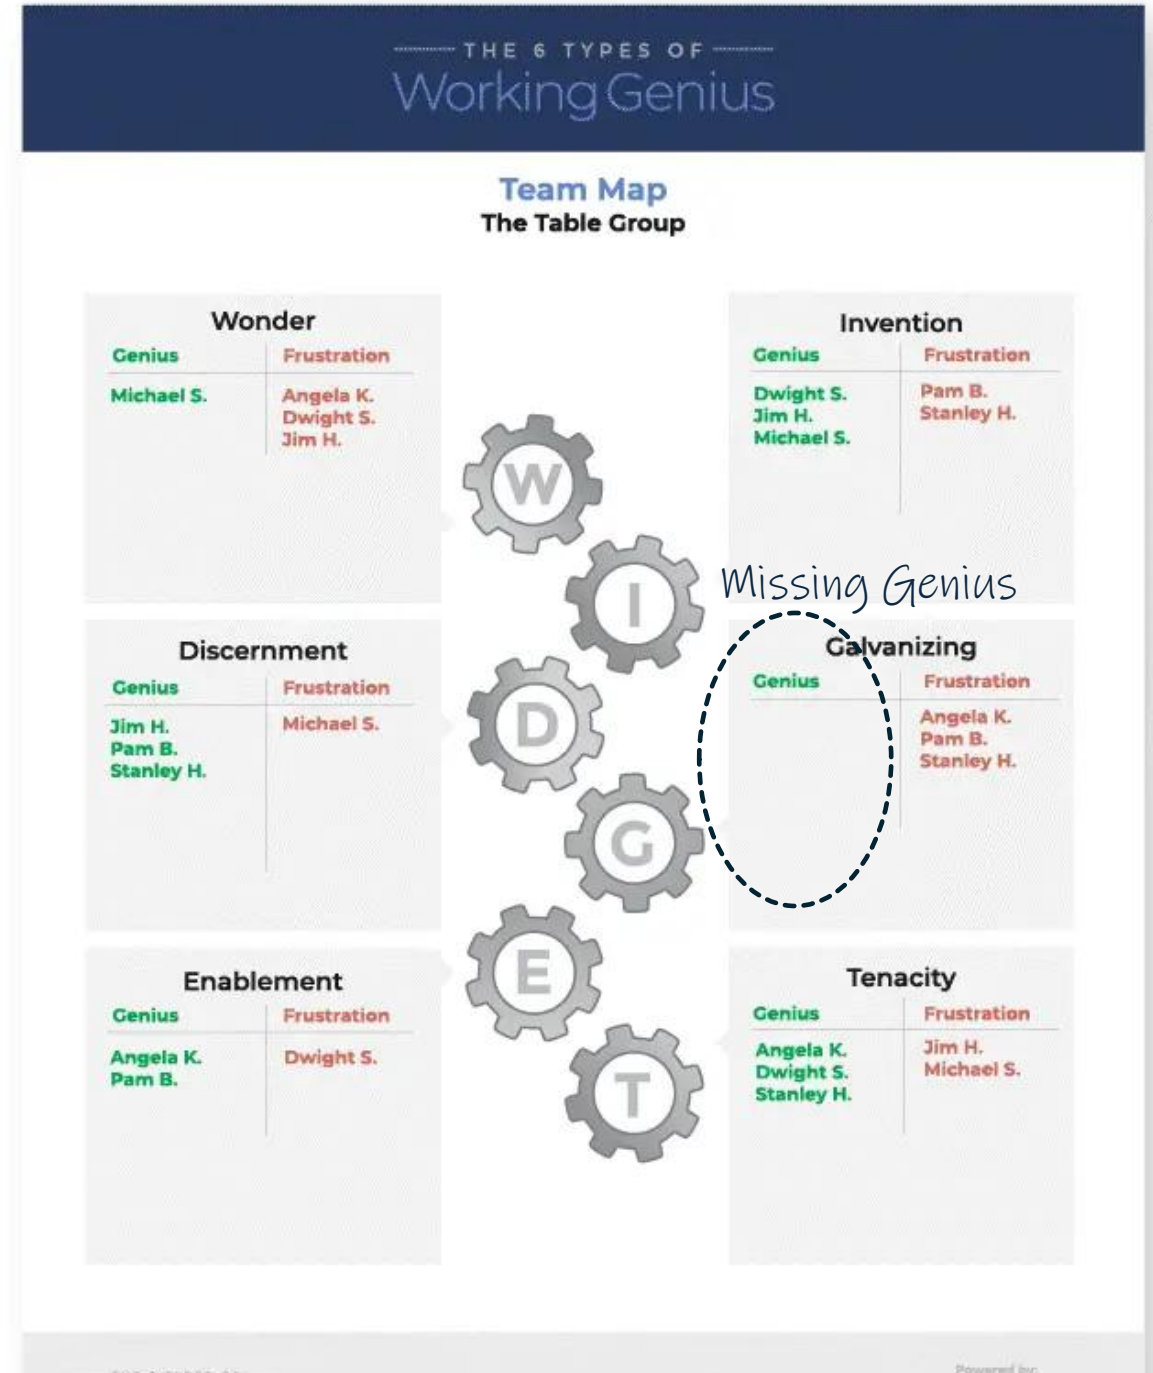 THE 6 TYPES OF
Working Genius
Team Map
The Table Group
Wonder
Genius Frustration
Michael S. Angela K.
Dwight S.
Jim H.
Invention
Genius Frustration
Dwight S. Pam B.
Jim H. Stanley H.
Michael S.
W
I
Missing Genius
Discernment
Genius Frustration
Jim H. Michael S.
Pam B.
Stanley H.
D
Galvanizing
Genius Frustration
Angela K.
Pam B.
Stanley H.
G
Enablement
Genius Frustration
Angela K. Dwight S.
Pam B.
E
Tenacity
Genius Frustration
Angela K. Jim H.
Dwight S. Michael S.
Stanley H.
T
Powered by: